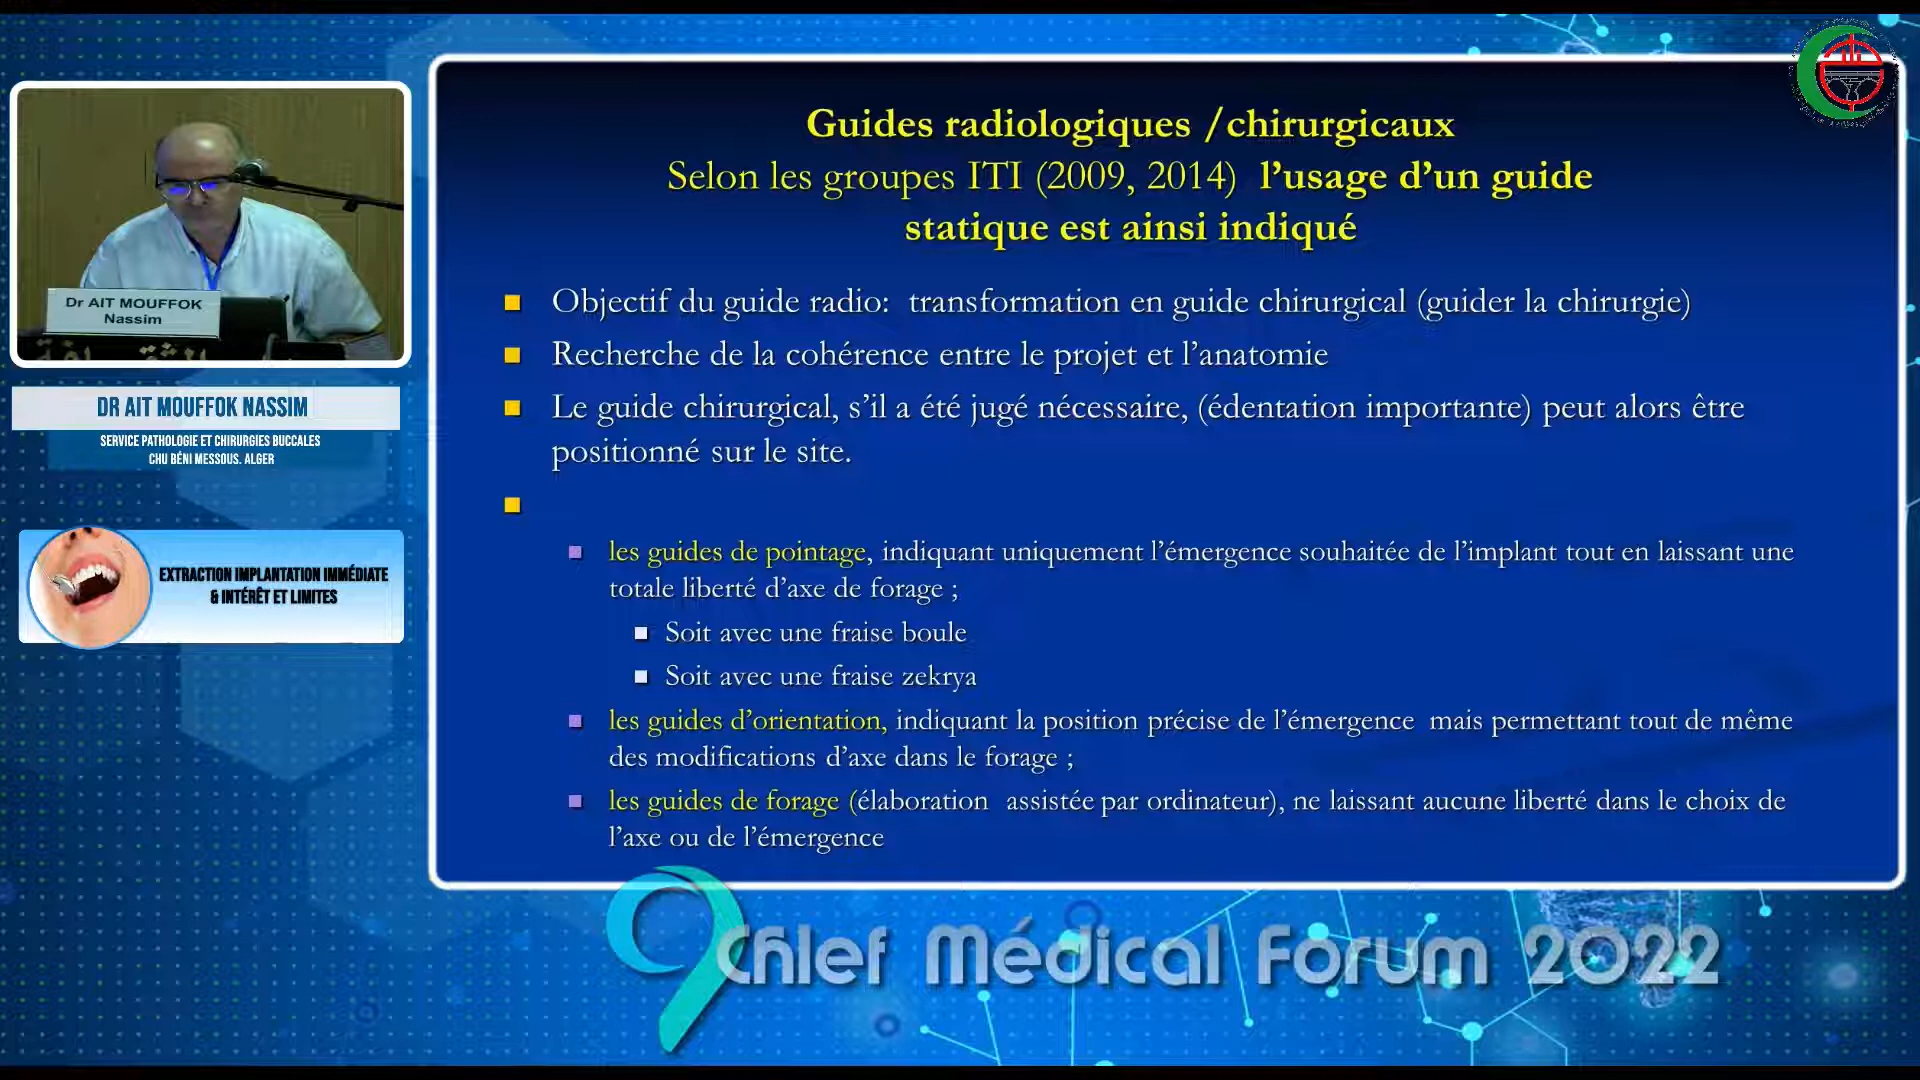 Guides radiologiques /chirurgicaux
Selon les groupes ITI (2009, 2014) l’usage d’un guide
statique est ainsi indiqué
Objectif du guide radio: transformation en guide chirurgical (guider la chirurgie)
Recherche de la cohérence entre le projet et l’anatomie
Le guide chirurgical, s’il a été jugé nécessaire, (édentation importante) peut alors être
positionné sur le site.
les guides de pointage, indiquant uniquement l’émergence souhaitée de l’implant tout en laissant une
totale liberté d’axe de forage ;
Soit avec une fraise boule
Soit avec une fraise zekrya
les guides d’orientation, indiquant la position précise de l’émergence mais permettant tout de même
des modifications d’axe dans le forage ;
les guides de forage (élaboration assistée par ordinateur), ne laissant aucune liberté dans le choix de
l’axe ou de l’émergence
Dr AIT MOUFFOK
Nassim
DR AIT MOUFFOK NASSIM
SERVICE PATHOLOGIE ET CHIRURGIES BUCCALES
CHU BÉNI MESSOUS. ALGER
EXTRACTION IMPLANTATION IMMÉDIATE
& INTÉRÊT ET LIMITES
9 Chlef Médical Forum 2022